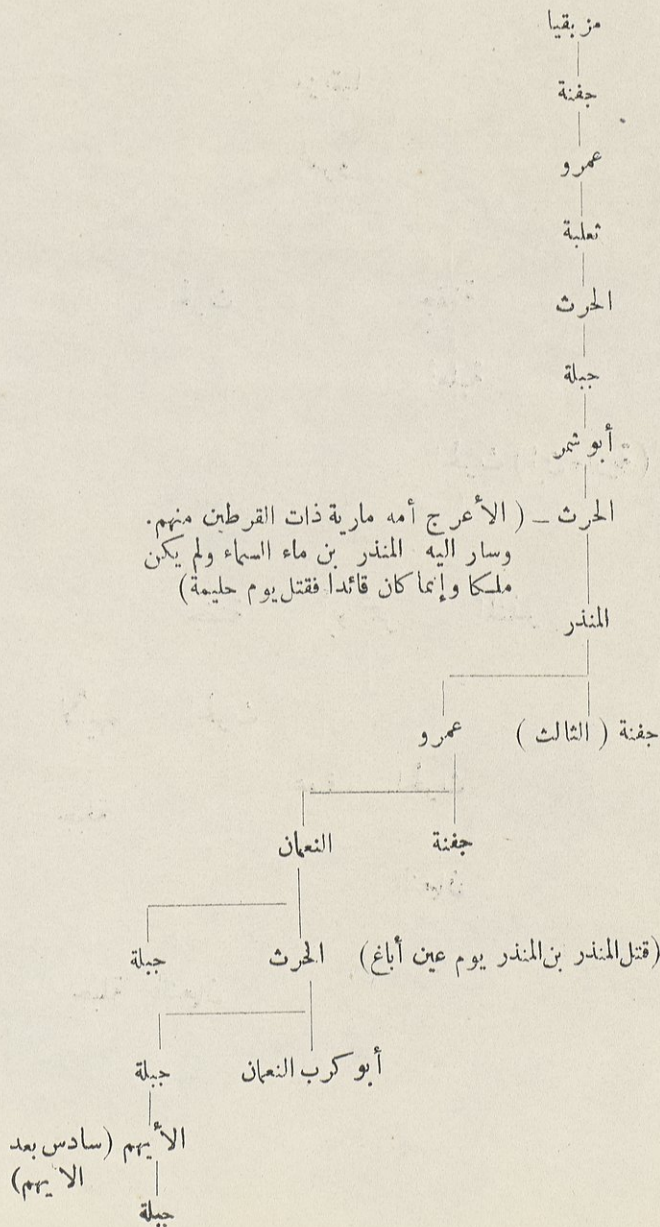 مزيقيا
جفنة
عمرو
ثعلبة
الحرث
جبلة
أبو شمر
الحرث – ( الأعرج أمه مارية ذات القرطين منهم .
وسار اليه المنذر بن ماء السماء ولم يكن
ملكا وإنما كان قائدا فقتل يوم حليمة )
المنذر
جفنة ( الثالث ) عمرو
جفنة النعمان
(قتل المنذر بن المنذر يوم عين أباغ) الحرث جبلة
أبو كرب النعمان جبلة
الأيهم (سادس بعد
الايهم)
جبلة